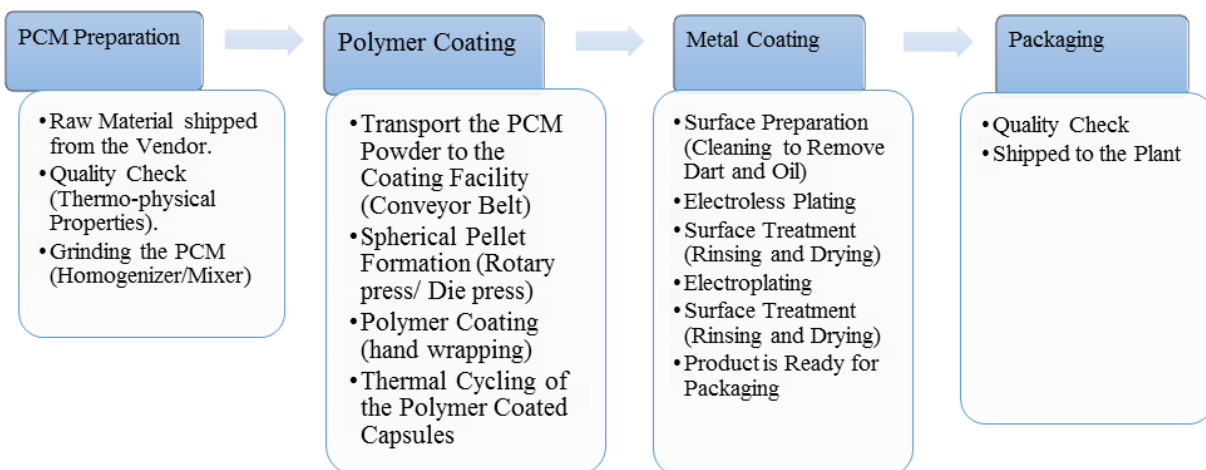 PCM Preparation
•Raw Material shipped
from the Vendor.
•Quality Check
(Thermo-physical
Properties).
•Grinding the PCM
(Homogenizer/Mixer)
Polymer Coating
•Transport the PCM
Powder to the
Coating Facility
(Conveyor Belt)
•Spherical Pellet
Formation (Rotary
press/ Die press)
•Polymer Coating
(hand wrapping)
•Thermal Cycling of
the Polymer Coated
Capsules
Metal Coating
•Surface Preparation
(Cleaning to Remove
Dart and Oil)
•Electroless Plating
•Surface Treatment
(Rinsing and Drying)
•Electroplating
•Surface Treatment
(Rinsing and Drying)
•Product is Ready for
Packaging
Packaging
•Quality Check
•Shipped to the Plant